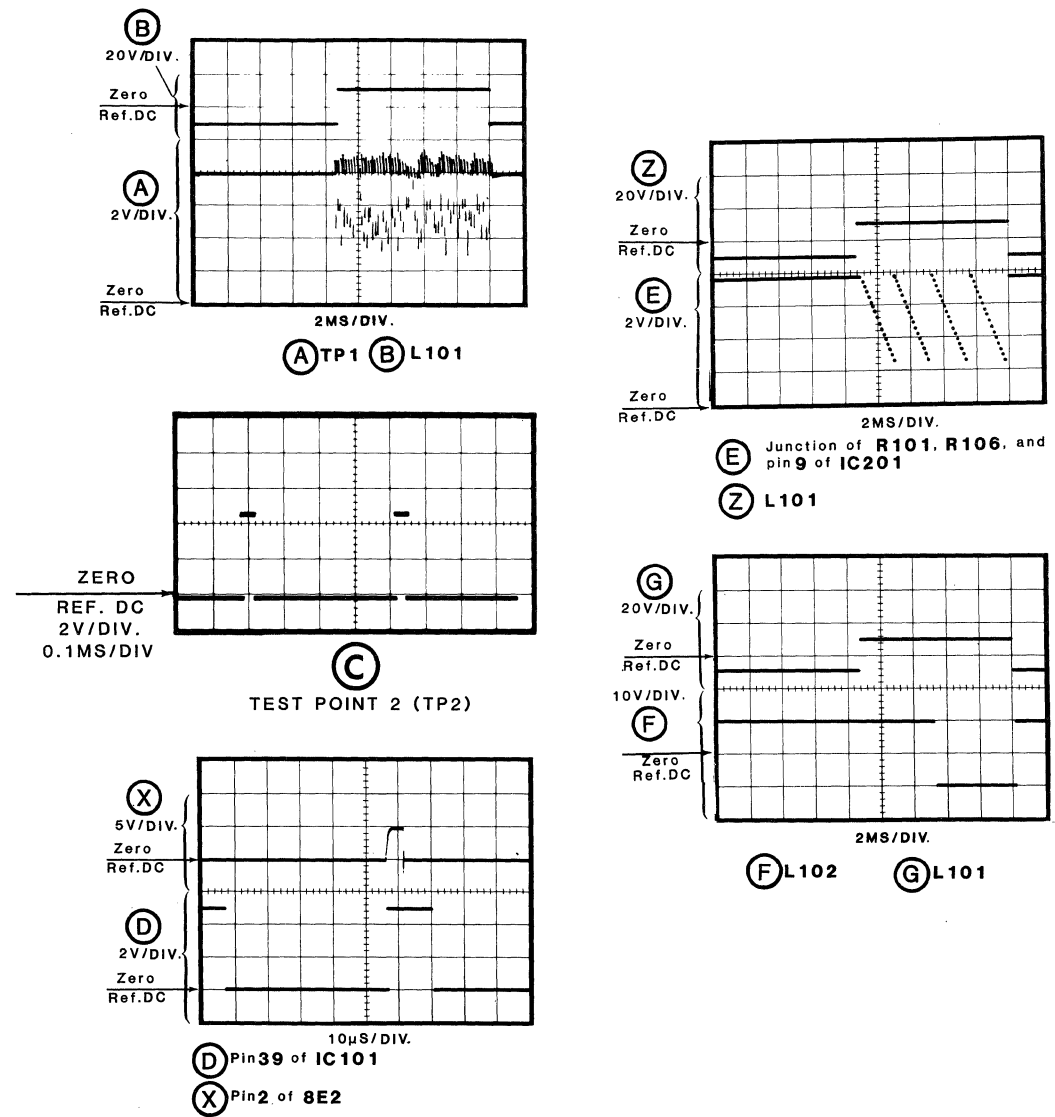 B
20V/DIV.
Zero
Ref.DC
A
2V/DIV.
Zero
Ref.DC
2MS/DIV.
A TP1 B L101
ZERO
REF. DC
2V/DIV.
0.1MS/DIV
C
TEST POINT 2 (TP2)
X
5V/DIV.
Zero
Ref.DC
D
2V/DIV.
Zero
Ref.DC
10µS/DIV.
D Pin39 of IC101
X Pin2 of 8E2
Z
20V/DIV.
Zero
Ref.DC
E
2V/DIV.
Zero
Ref.DC
2MS/DIV.
E Junction of R101, R106, and
pin9 of IC201
Z L101
G
20V/DIV.
Zero
Ref.DC
10V/DIV.
F
Zero
Ref.DC
2MS/DIV.
F L102 G L101